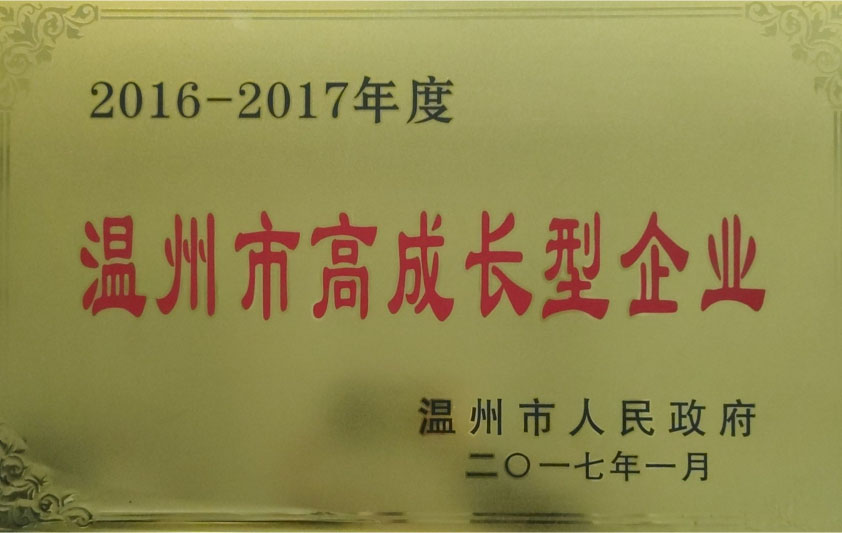 2016-2017年度
温州市高成长型企业
温州市人民政府
二〇一七年一月